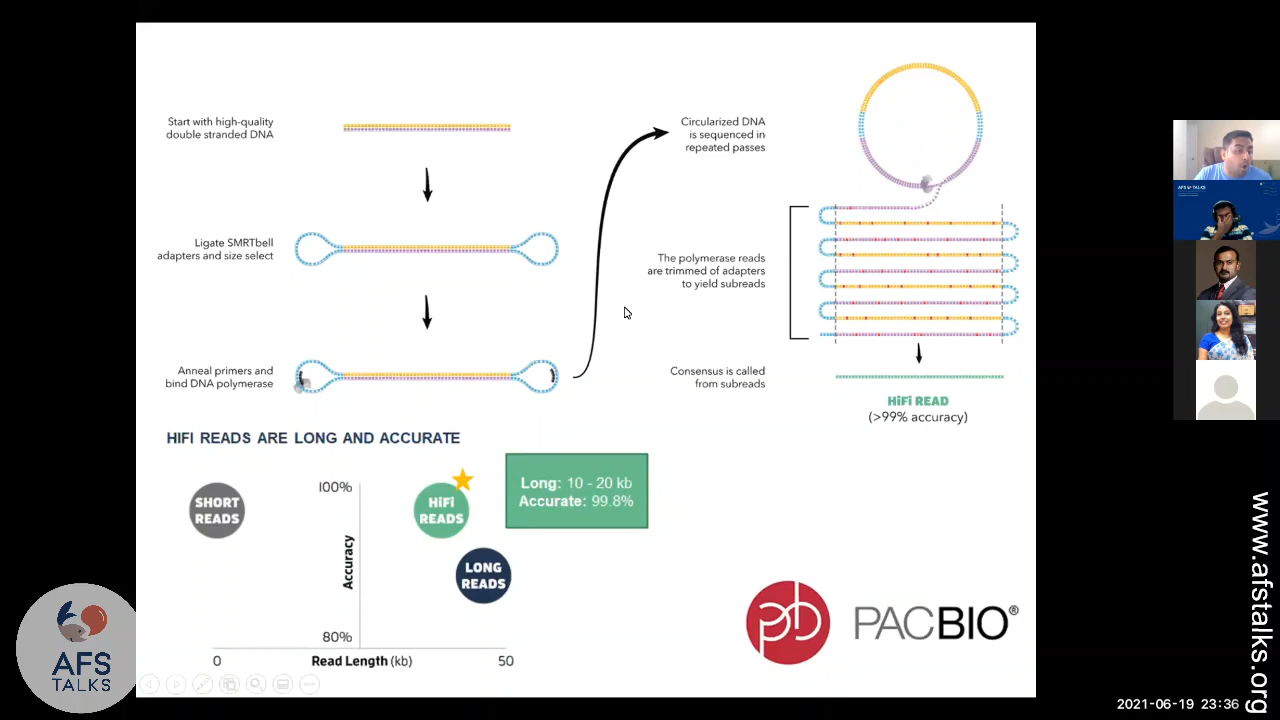 Start with high-quality
double stranded DNA
Ligate SMRTbell
adapters and size select
Anneal primers and
bind DNA polymerase
Circularized DNA
is sequenced in
repeated passes
The polymerase reads
are trimmed of adapters
to yield subreads
Consensus is called
from subreads
HiFi READ
(>99% accuracy)
HIFI READS ARE LONG AND ACCURATE
SHORT
READS
100%
Accuracy
80%
HiFi
READS
LONG
READS
Long: 10 - 20 kb
Accurate: 99.8%
0
Read Length (kb)
50
pb
PACBIO®
AFS
TALKS
AFS TALKS
www.afstalks.org
2021-06-19 23:36